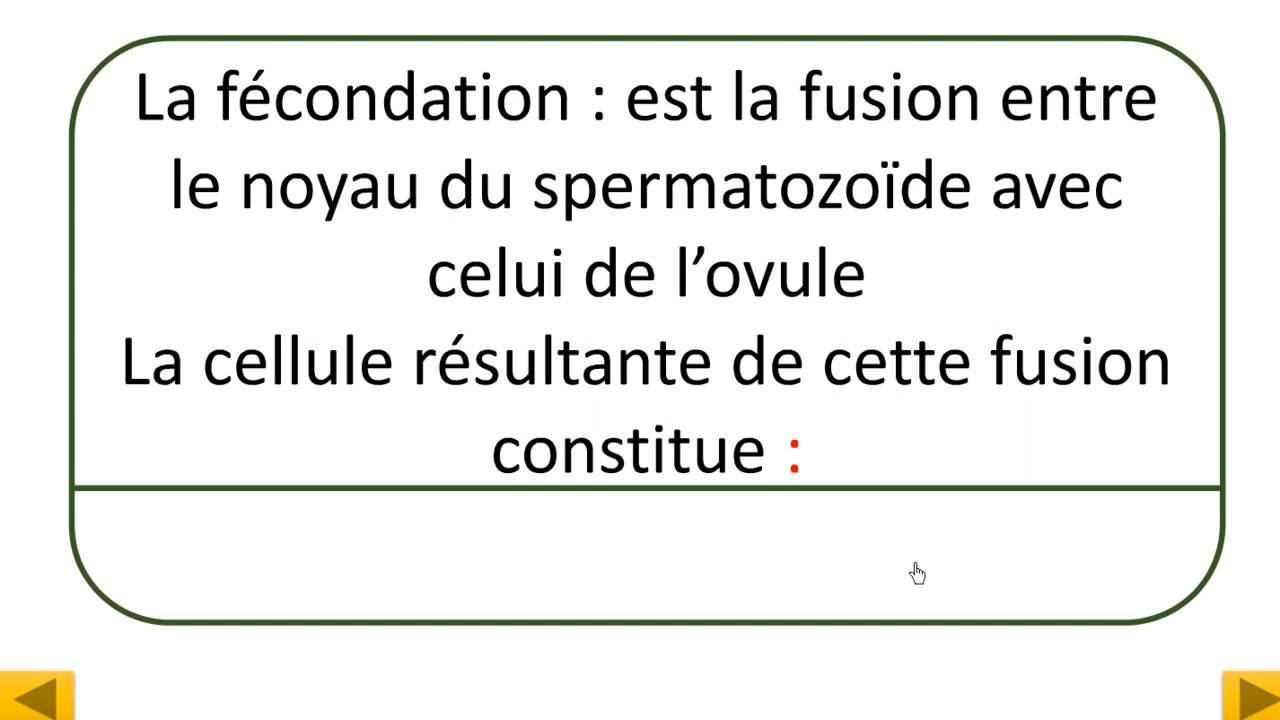 La fécondation : est la fusion entre
le noyau du spermatozoïde avec
celui de l’ovule
La cellule résultante de cette fusion
constitue :